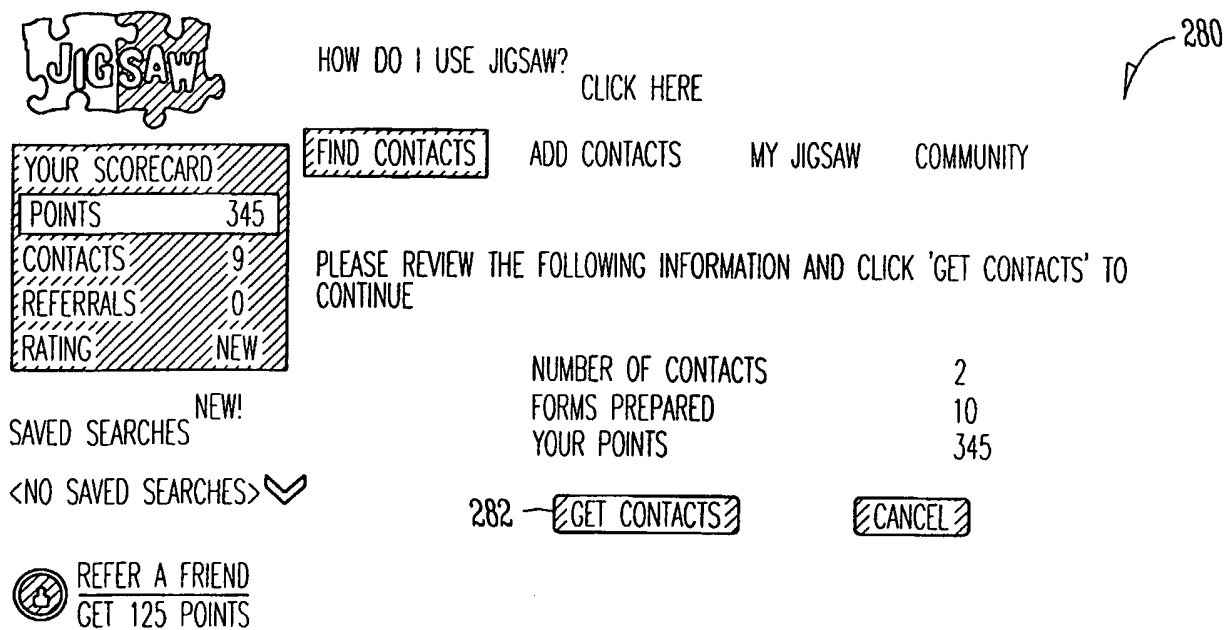 JIGSAW
HOW DO I USE JIGSAW?
CLICK HERE
280
FIND CONTACTS ADD CONTACTS MY JIGSAW COMMUNITY
YOUR SCORECARD
POINTS 345
CONTACTS 9
REFERRALS 0
RATING NEW
PLEASE REVIEW THE FOLLOWING INFORMATION AND CLICK 'GET CONTACTS' TO
CONTINUE
NUMBER OF CONTACTS 2
FORMS PREPARED 10
YOUR POINTS 345
NEW!
SAVED SEARCHES
<NO SAVED SEARCHES>
282 GET CONTACTS CANCEL
REFER A FRIEND
GET 125 POINTS